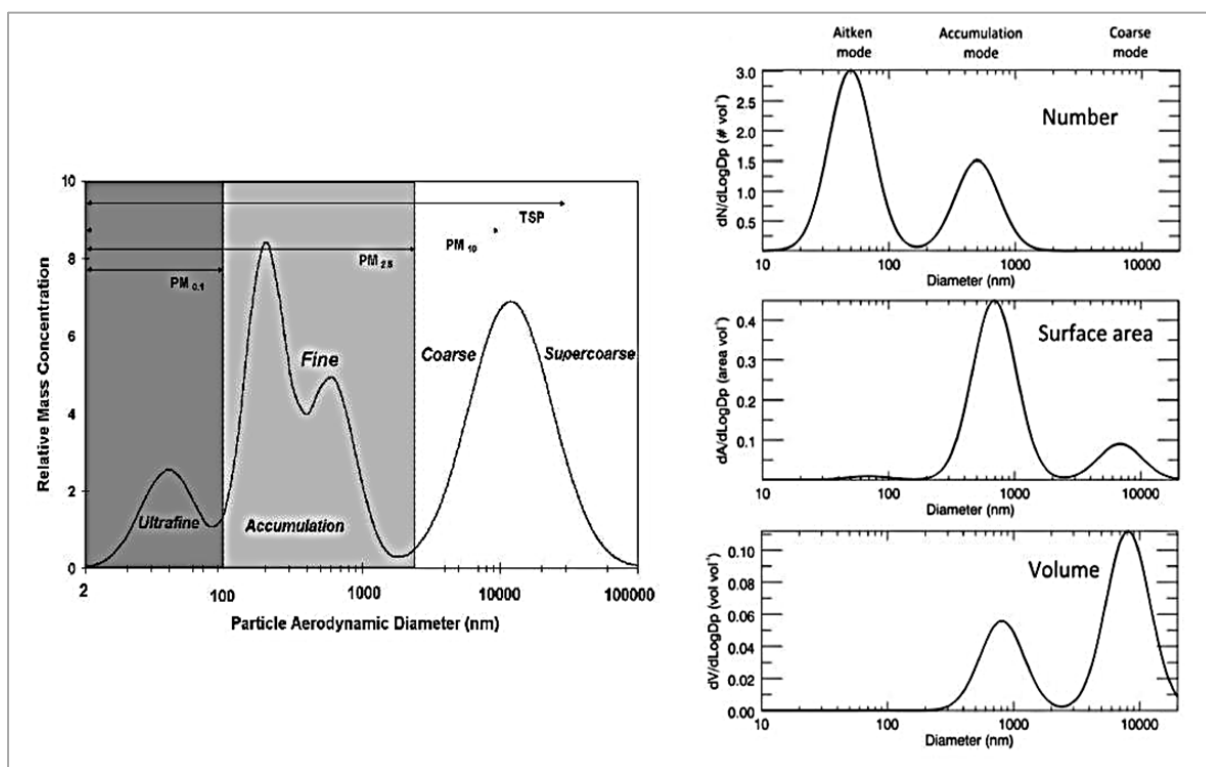 10
8
6
4
2
0
Relative Mass Concentration
TSP
PM 10
PM 2.5
PM 0.1
Fine
Coarse
Supercoarse
Ultrafine
Accumulation
2
100
1000
10000
100000
Particle Aerodynamic Diameter (nm)
Aitken
mode
Accumulation
mode
Coarse
mode
3.0
2.5
2.0
1.5
1.0
0.5
dN/dLogDp (# vol⁻¹)
Number
10
100
1000
10000
Diameter (nm)
0.4
0.3
0.2
0.1
dA/dLogDp (area vol⁻¹)
Surface area
10
100
1000
10000
Diameter (nm)
0.10
0.08
0.06
0.04
0.02
0.00
dV/dLogDp (vol vol⁻¹)
Volume
10
100
1000
10000
Diameter (nm)